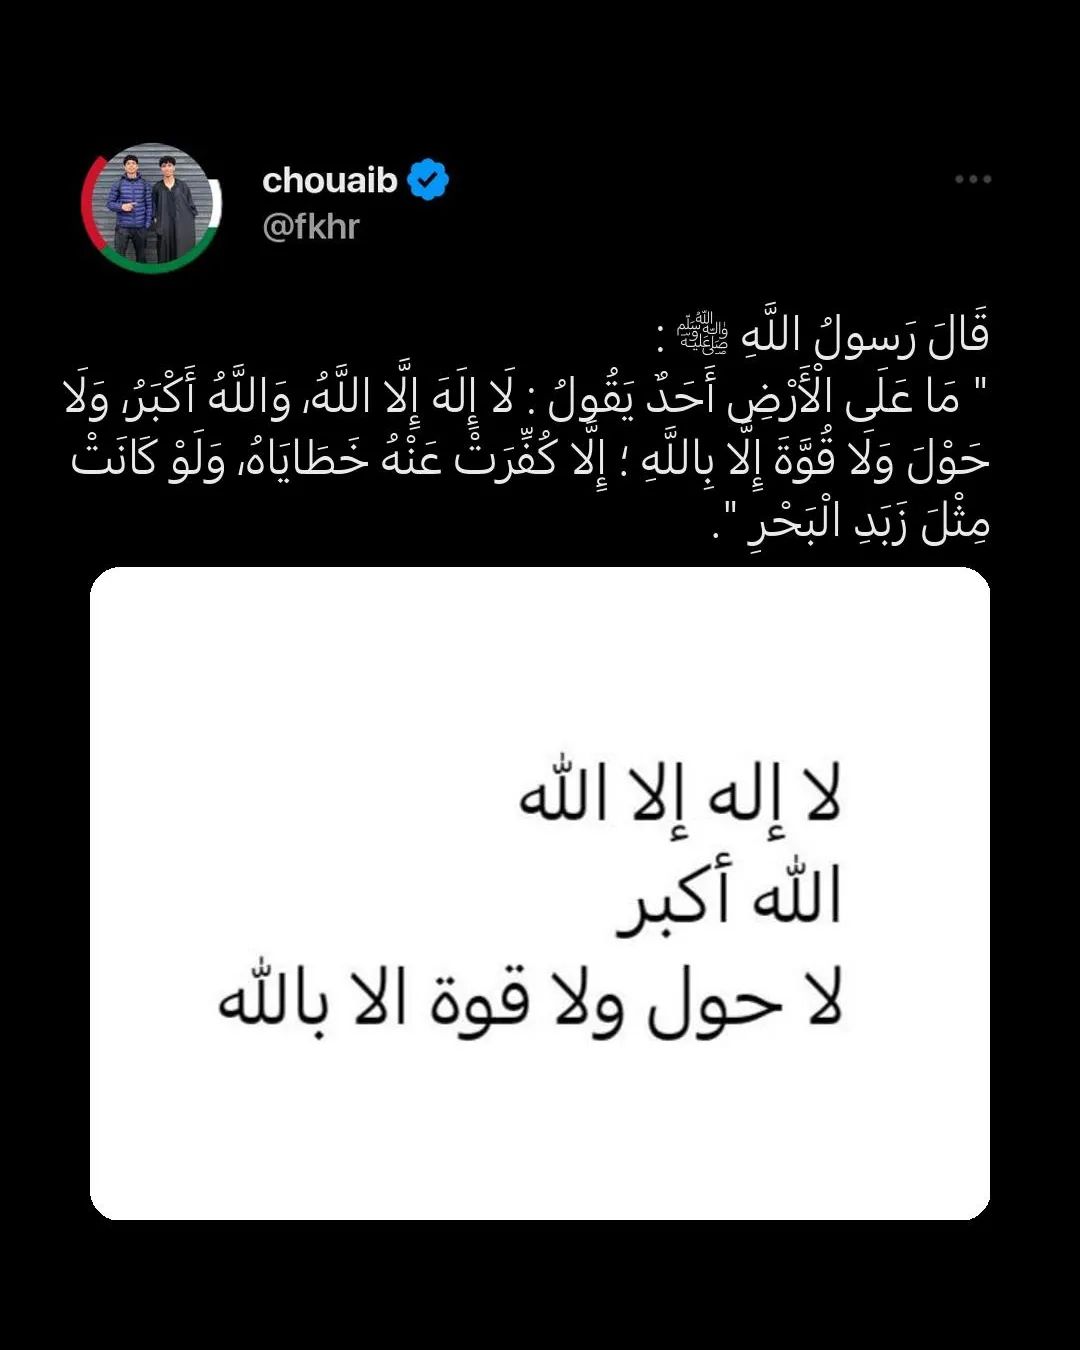 chouaib
@fkhr
قَالَ رَسولُ اللَّهِ ﷺ :
" مَا عَلَى الْأَرْضِ أَحَدٌ يَقُولُ : لَا إِلَهَ إِلَّا اللَّهُ، وَاللَّهُ أَكْبَرُ، وَلَا
حَوْلَ وَلَا قُوَّةَ إِلَّا بِاللَّهِ ؛ إِلَّا كُفِّرَتْ عَنْهُ خَطَايَاهُ، وَلَوْ كَانَتْ
مِثْلَ زَبَدِ الْبَحْرِ ".
لا إله إلا الله
الله أكبر
لا حول ولا قوة الا بالله